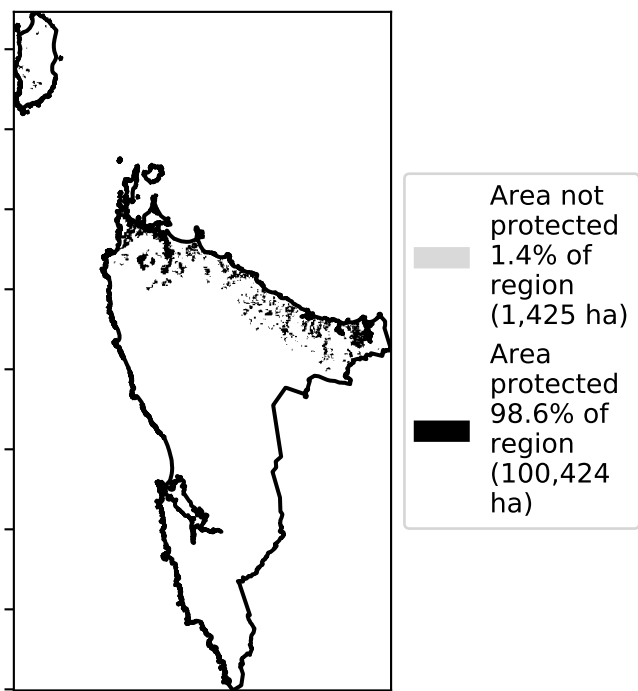 Area not
protected
1.4% of
region
(1,425 ha)
Area
protected
98.6% of
region
(100,424
ha)